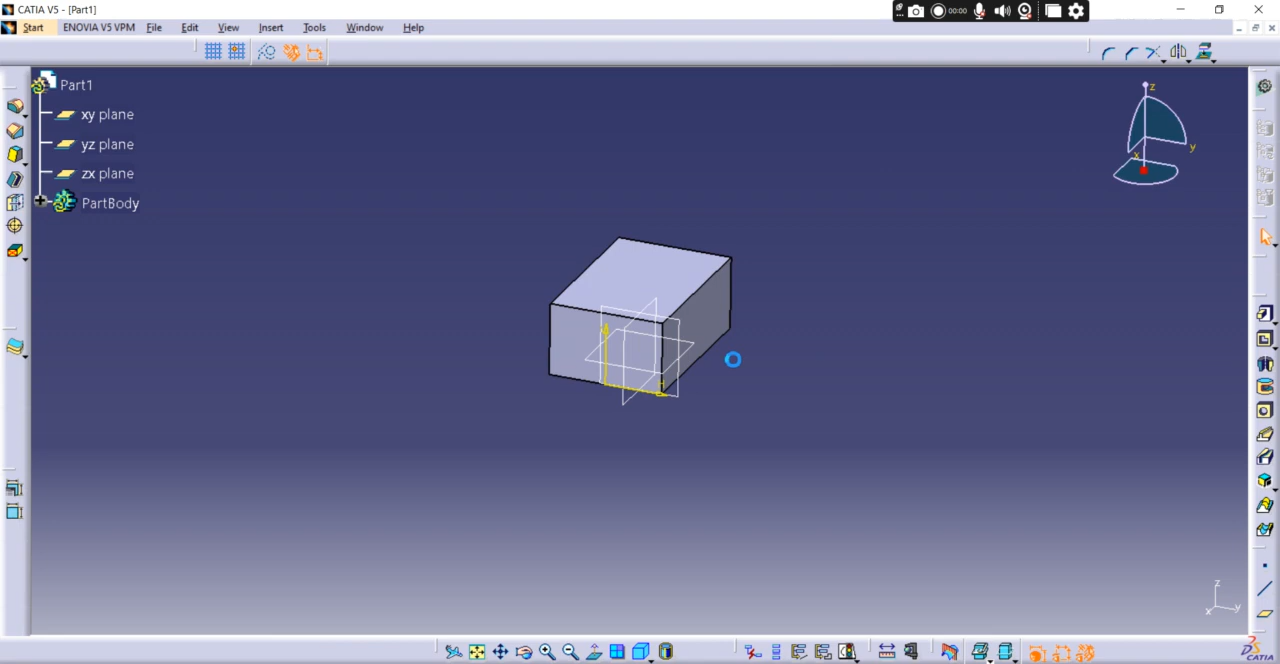 CATIA V5 - [Part1]
00:00
Start ENOVIA V5 VPM File Edit View Insert Tools Window Help
Part1
xy plane
yz plane
zx plane
PartBody
z
y
x
H
z
x y
CATIA